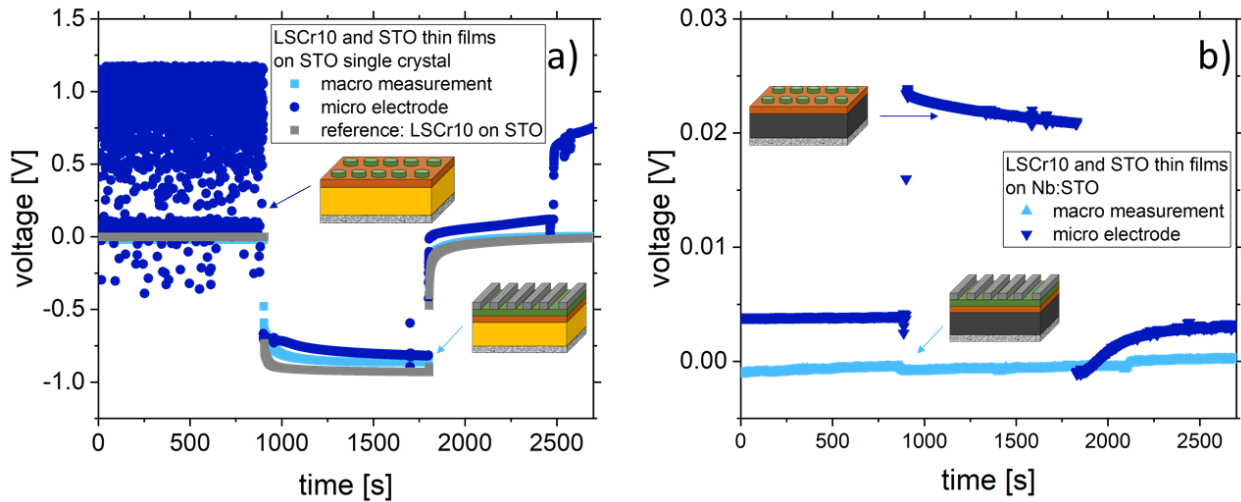 a)
voltage [V]
1.5
1.0
0.5
0.0
-0.5
-1.0
LSCr10 and STO thin films
on STO single crystal
macro measurement
micro electrode
reference: LSCr10 on STO
0 500 1000 1500 2000 2500
time [s]
b)
voltage [V]
0.03
0.02
0.01
0.00
LSCr10 and STO thin films
on Nb:STO
macro measurement
micro electrode
0 500 1000 1500 2000 2500
time [s]